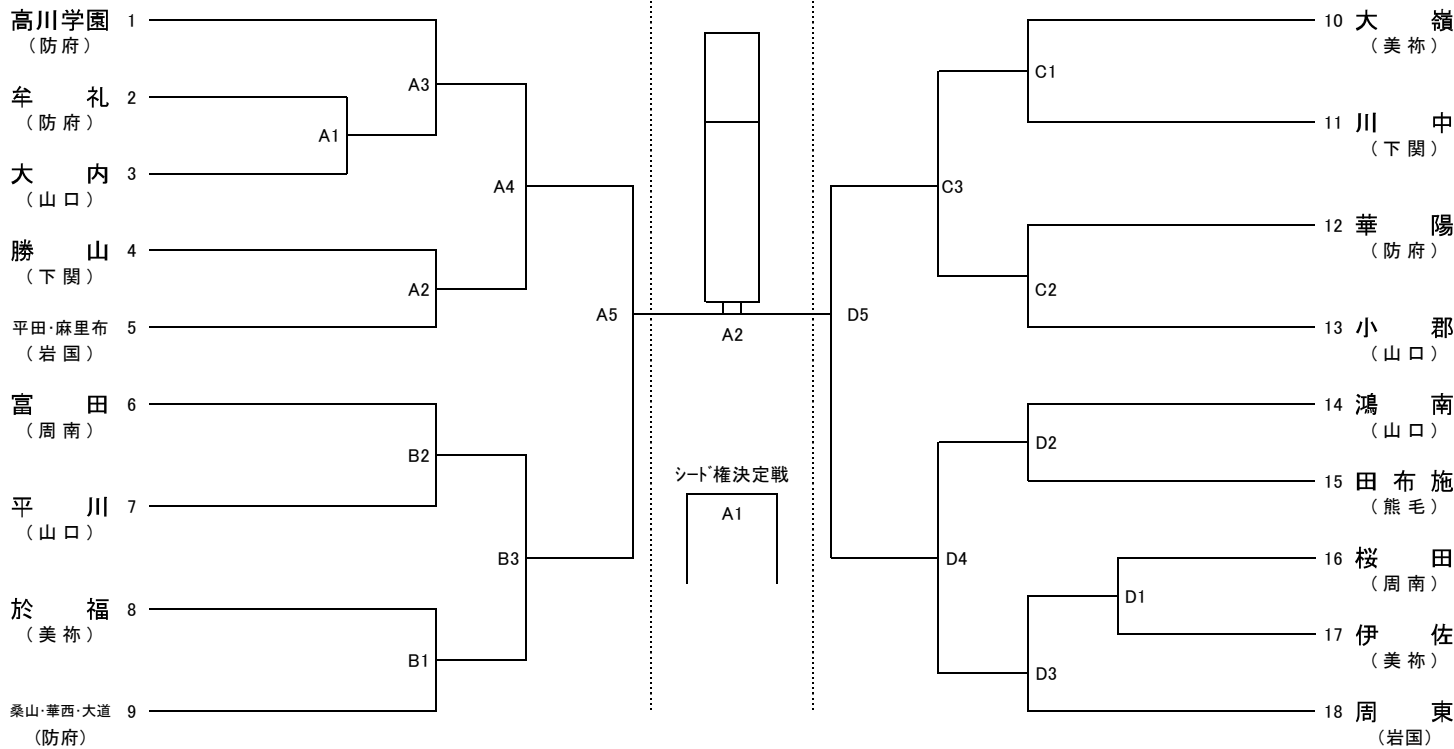 高川学園 1
（防府）
牟礼 2
（防府）
大内 3
（山口）
勝山 4
（下関）
平田・麻里布 5
（岩国）
富田 6
（周南）
平川 7
（山口）
於福 8
（美祢）
桑山・華西・大道 9
（防府）
A3
A1
A4
A2
A5
B2
B3
B1
A2
シード権決定戦
A1
C1
C3
C2
D5
D2
D4
D1
D3
10 大嶺
（美祢）
11 川中
（下関）
12 華陽
（防府）
13 小郡
（山口）
14 鴻南
（山口）
15 田布施
（熊毛）
16 桜田
（周南）
17 伊佐
（美祢）
18 周東
（岩国）